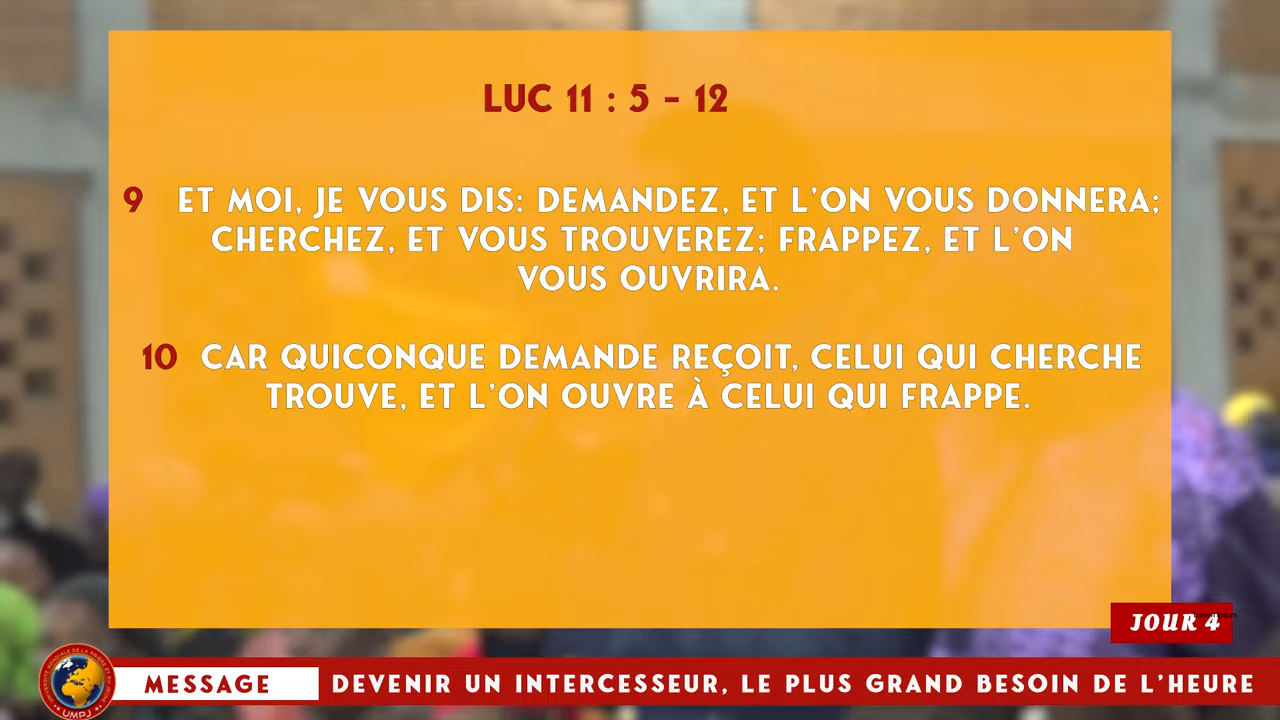 LUC 11 : 5 - 12
9 ET MOI, JE VOUS DIS: DEMANDEZ, ET L'ON VOUS DONNERA;
CHERCHEZ, ET VOUS TROUVEREZ; FRAPPEZ, ET L'ON
VOUS OUVRIRA.
10 CAR QUICONQUE DEMANDE REÇOIT, CELUI QUI CHERCHE
TROUVE, ET L'ON OUVRE À CELUI QUI FRAPPE.
JOUR 4
MESSAGE
DEVENIR UN INTERCESSEUR, LE PLUS GRAND BESOIN DE L'HEURE
UMPJ